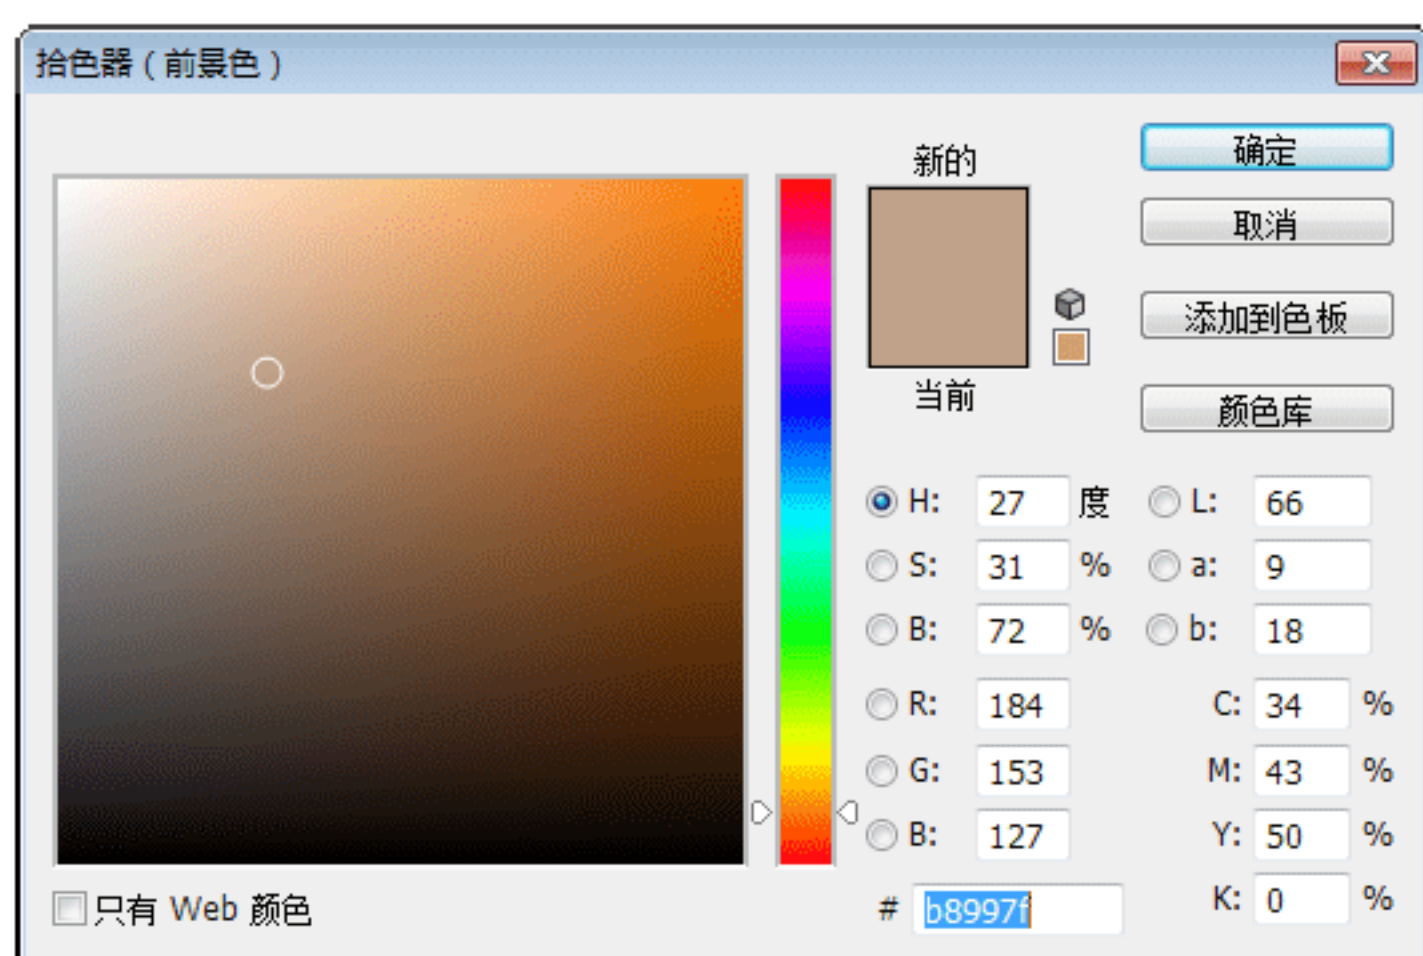 拾色器（前景色）
新的
当前
确定
取消
添加到色板
颜色库
H: 27 度
S: 31 %
B: 72 %
R: 184
G: 153
B: 127
# b8997f
L: 66
a: 9
b: 18
C: 34 %
M: 43 %
Y: 50 %
K: 0 %
只有 Web 颜色